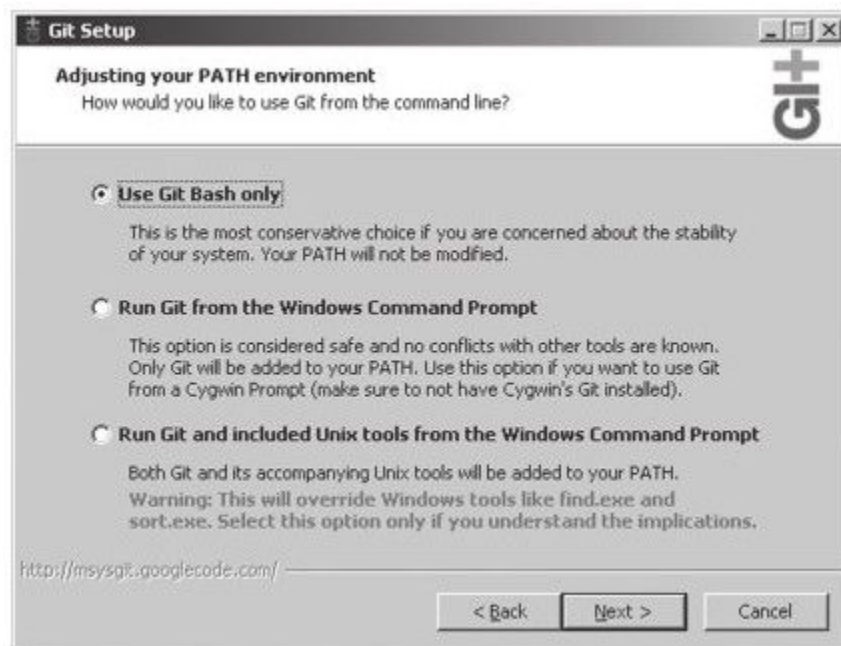 Git Setup
Adjusting your PATH environment
How would you like to use Git from the command line?
GIt
Use Git Bash only
This is the most conservative choice if you are concerned about the stability
of your system. Your PATH will not be modified.
Run Git from the Windows Command Prompt
This option is considered safe and no conflicts with other tools are known.
Only Git will be added to your PATH. Use this option if you want to use Git
from a Cygwin Prompt (make sure to not have Cygwin's Git installed).
Run Git and included Unix tools from the Windows Command Prompt
Both Git and its accompanying Unix tools will be added to your PATH.
Warning: This will override Windows tools like find.exe and
sort.exe. Select this option only if you understand the implications.
http://msysgit.googlecode.com/
< Back Next > Cancel